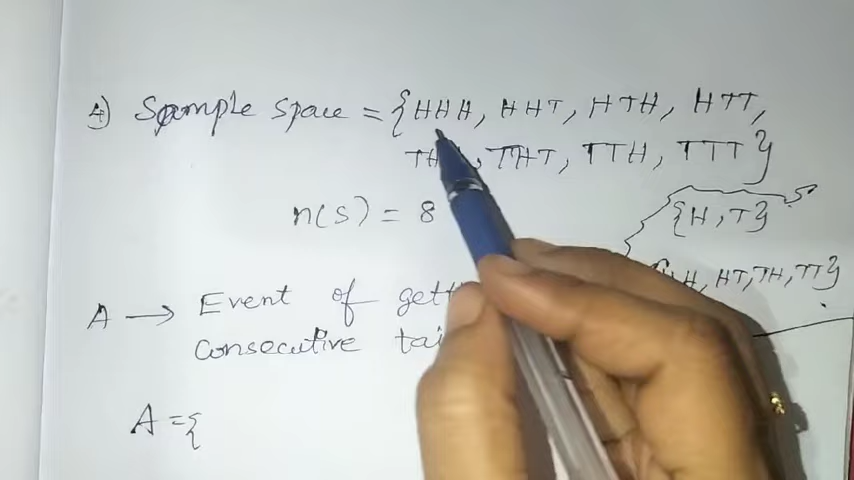 4) Sample space = {HHH, HHT, HTH, HTT,
THT, TTH, TTT}
n(S) = 8
{H, T}
HT, TH, TT}
A → Event of
consecutive
A = {